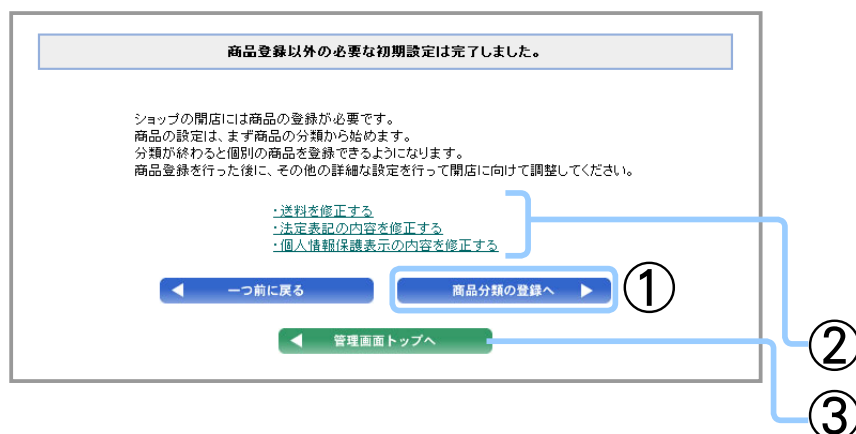 商品登録以外の必要な初期設定は完了しました。
ショップの開店には商品の登録が必要です。
商品の設定は、まず商品の分類から始めます。
分類が終わると個別の商品を登録できるようになります。
商品登録を行った後に、その他の詳細な設定を行って開店に向けて調整してください。
・送料を修正する
・法定表記の内容を修正する
・個人情報保護表示の内容を修正する
一つ前に戻る
商品分類の登録へ
①
管理画面トップへ
②
③